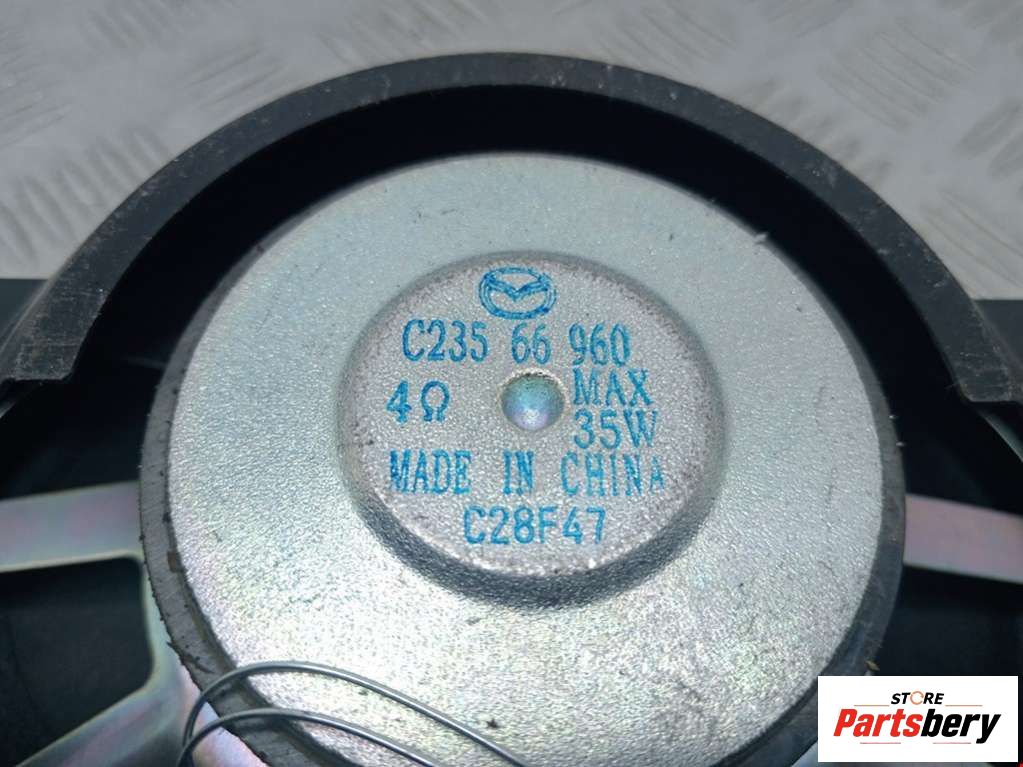 C235 66 960
4Ω MAX
35W
MADE IN CHINA
C28F47
STORE
Partsbery